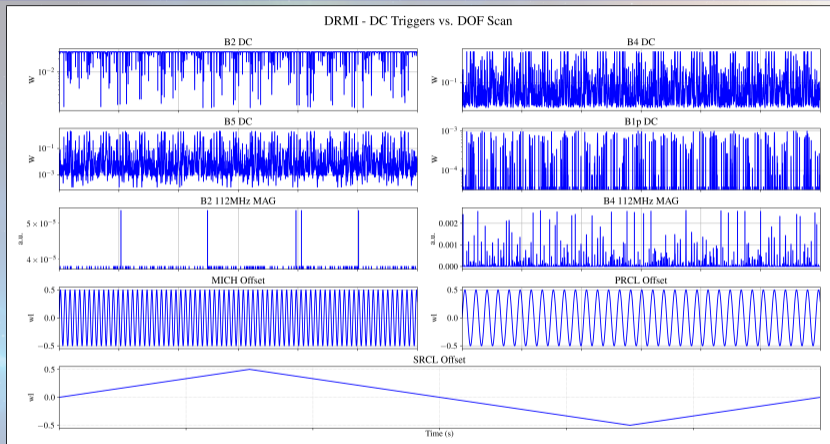 DRMI - DC Triggers vs. DOF Scan
B2 DC
B4 DC
10⁻²
W
10⁻¹
W
B5 DC
B1p DC
10⁻¹
10⁻³
W
10⁻³
10⁻⁴
W
B2 112MHz MAG
B4 112MHz MAG
5 × 10⁻⁵
4 × 10⁻⁵
a.u.
0.002
0.001
0.000
a.u.
MICH Offset
PRCL Offset
0.5
0.0
−0.5
wl
0.5
0.0
−0.5
wl
SRCL Offset
0.5
0.0
−0.5
wl
Time (s)